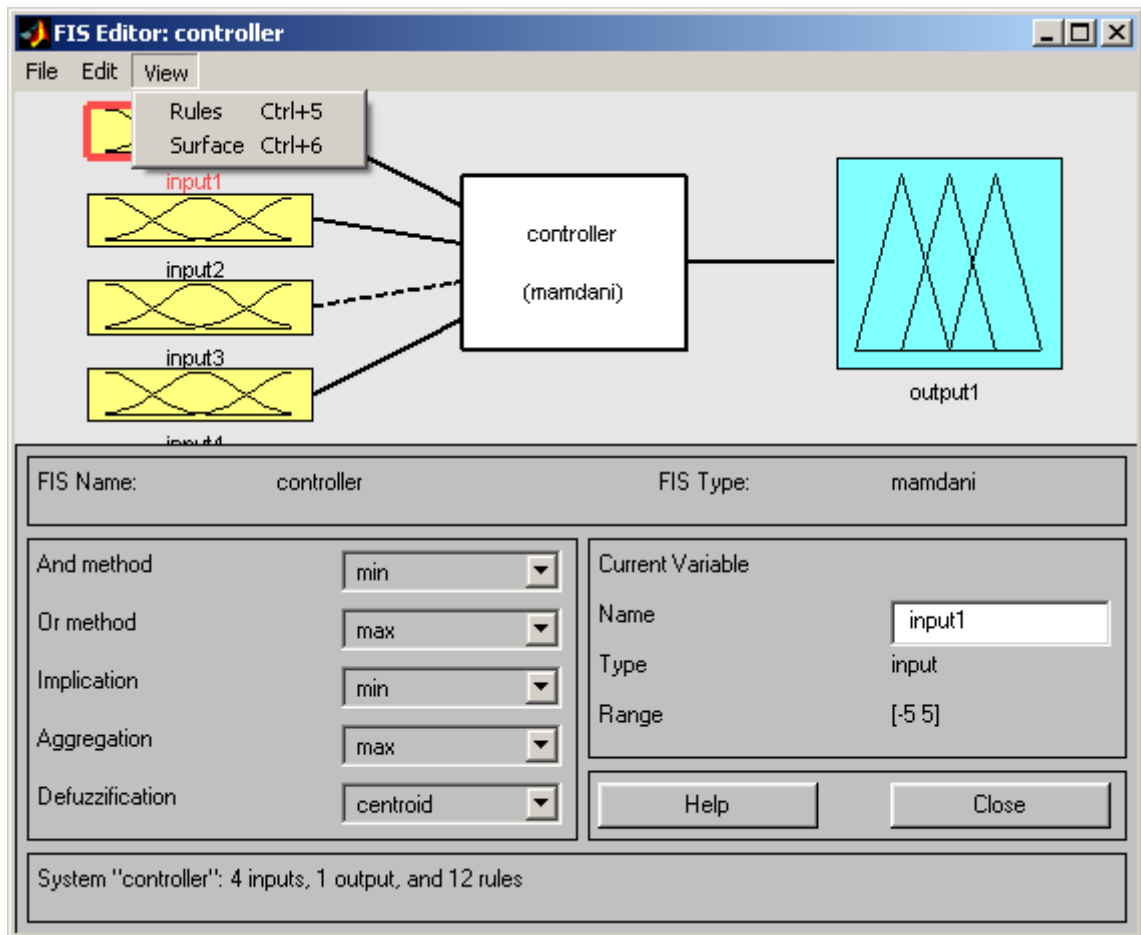 FIS Editor: controller
File Edit View
Rules Ctrl+5
Surface Ctrl+6
input1
input2
input3
input4
controller
(mamdani)
output1
FIS Name: controller FIS Type: mamdani
And method min
Or method max
Implication min
Aggregation max
Defuzzification centroid
Current Variable
Name input1
Type input
Range [-5 5]
Help Close
System "controller": 4 inputs, 1 output, and 12 rules